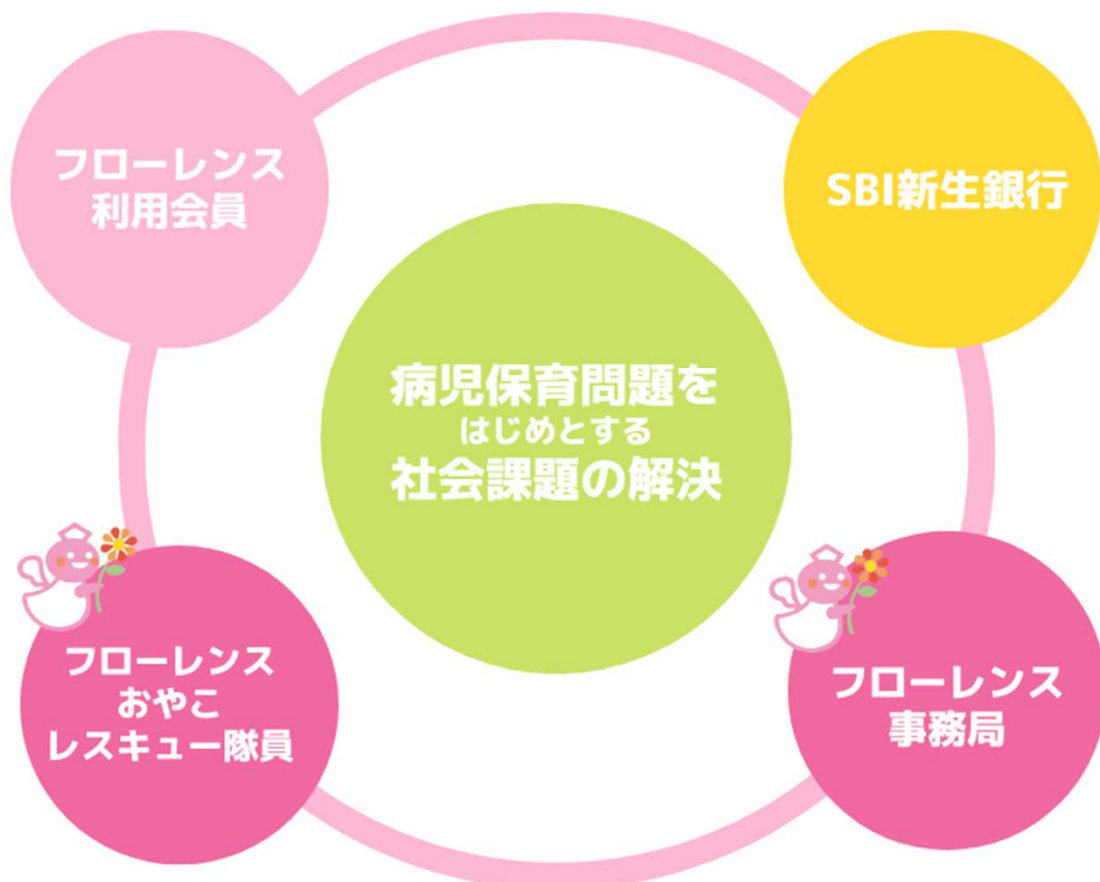 フローレンス
利用会員
SBI新生銀行
病児保育問題を
はじめとする
社会課題の解決
フローレンス
おやこ
レスキュー隊員
フローレンス
事務局